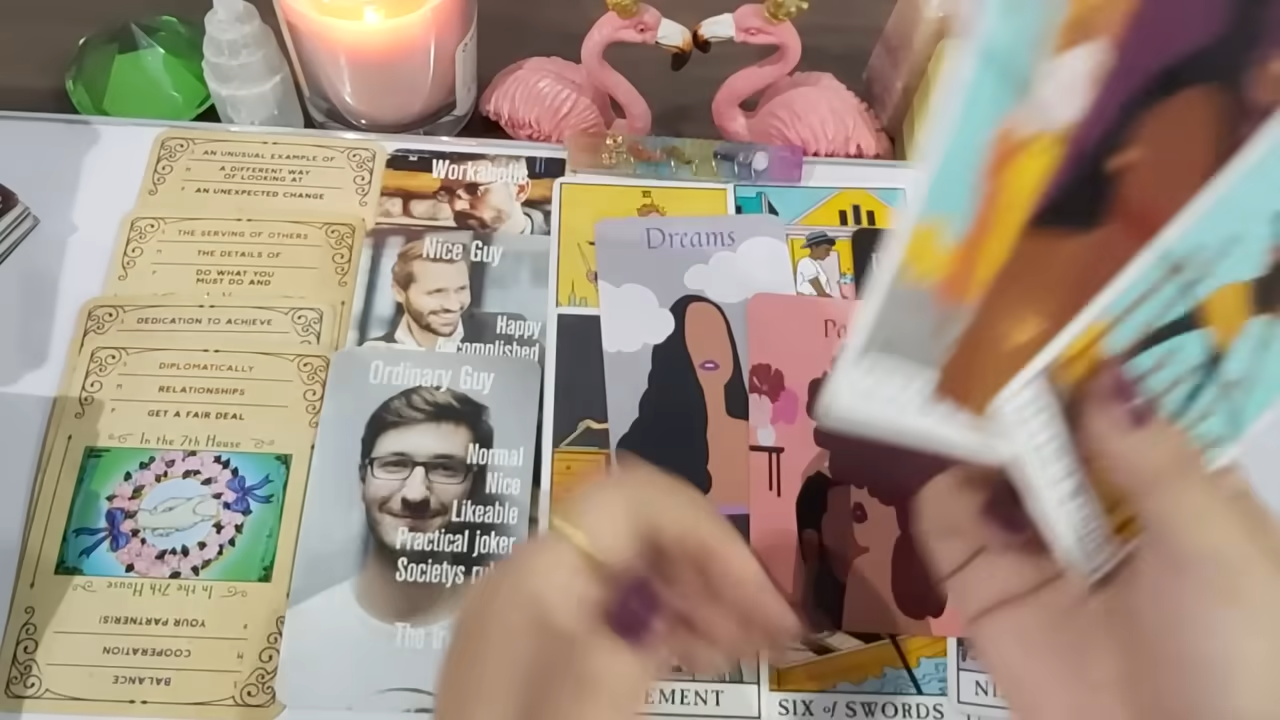 AN UNUSUAL EXAMPLE OF
A DIFFERENT WAY
OF LOOKING AT
AN UNEXPECTED CHANGE
THE SERVING OF OTHERS
THE DETAILS OF
DO WHAT YOU
MUST DO AND
DEDICATION TO ACHIEVE
DIPLOMATICALLY
RELATIONSHIPS
GET A FAIR DEAL
In the 7th House
In the 7th House
YOUR PARTNER(S)
COOPERATION
BALANCE
Workaholic
Nice Guy
Happy
Accomplished
Ordinary Guy
Normal
Nice
Likeable
Practical joker
Societys
The
Dreams
SIX of SWORDS